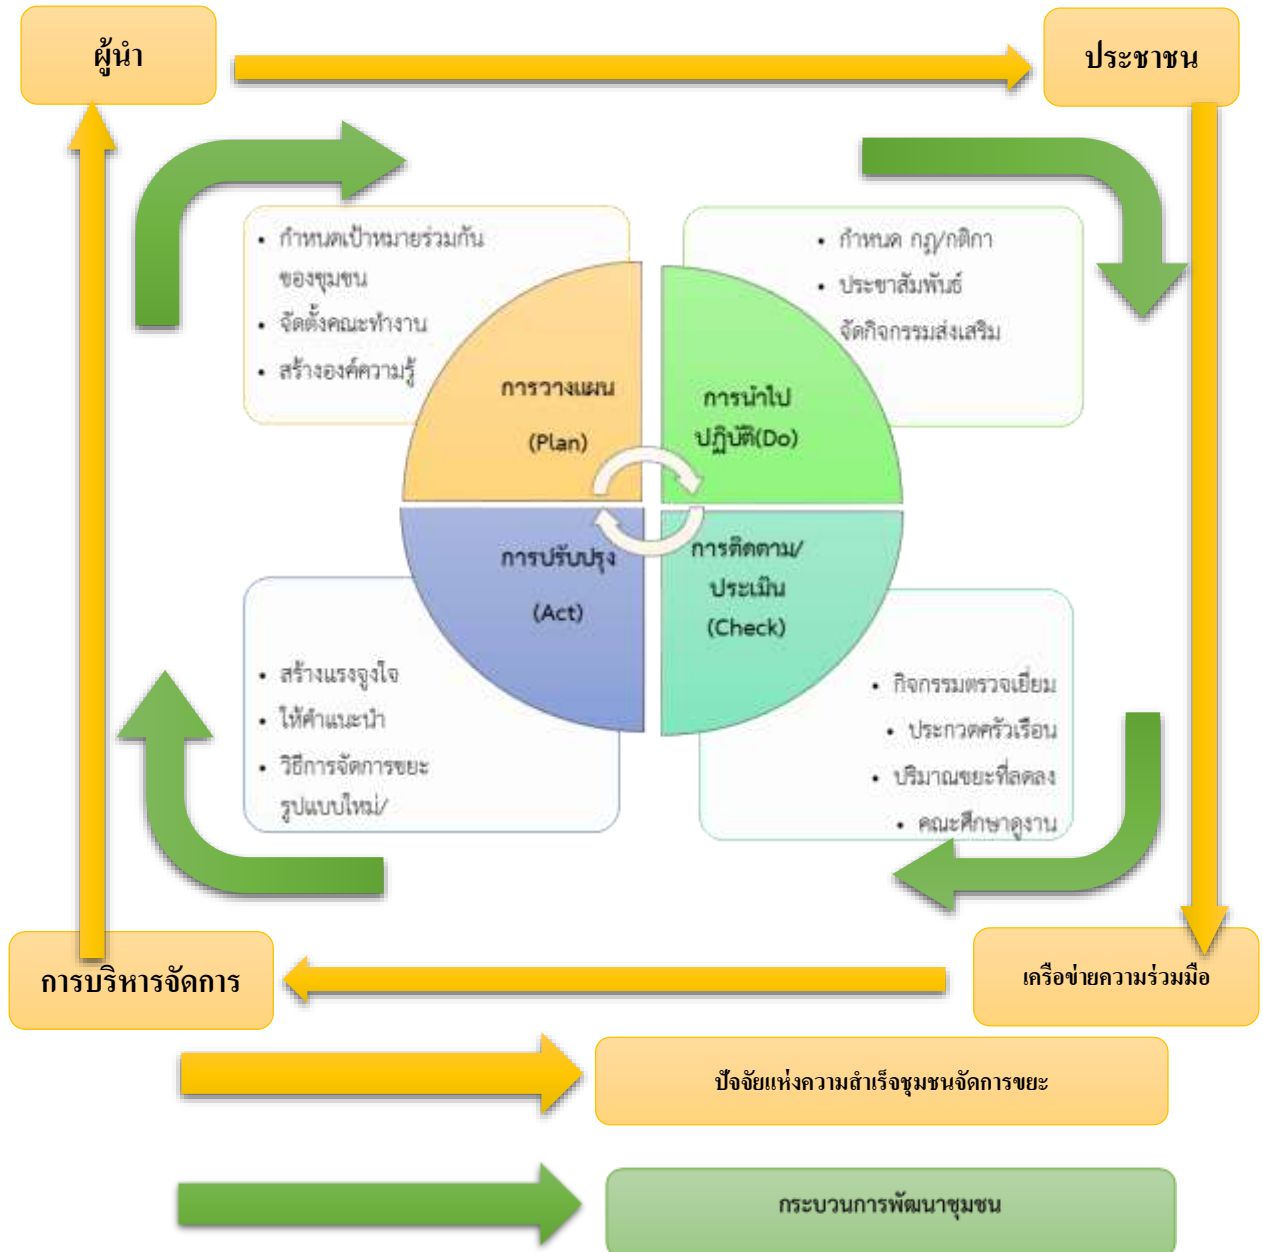 ผู้นำ
ประชาชน
• กำหนดเป้าหมายร่วมกัน
ของชุมชน
• จัดตั้งคณะทำงาน
• สร้างองค์ความรู้
• กำหนด กฎ/กติกา
• ประชาสัมพันธ์
จัดกิจกรรมส่งเสริม
การวางแผน
(Plan)
การนำไป
ปฏิบัติ(Do)
การปรับปรุง
(Act)
การติดตาม/
ประเมิน
(Check)
• สร้างแรงจูงใจ
• ให้คำแนะนำ
• วิธีการจัดการขยะ
รูปแบบใหม่/
• กิจกรรมตรวจเยี่ยม
• ประกวดครัวเรือน
• ปริมาณขยะที่ลดลง
• คณะศึกษาดูงาน
การบริหารจัดการ
เครือข่ายความร่วมมือ
ปัจจัยแห่งความสำเร็จชุมชนจัดการขยะ
กระบวนการพัฒนาชุมชน